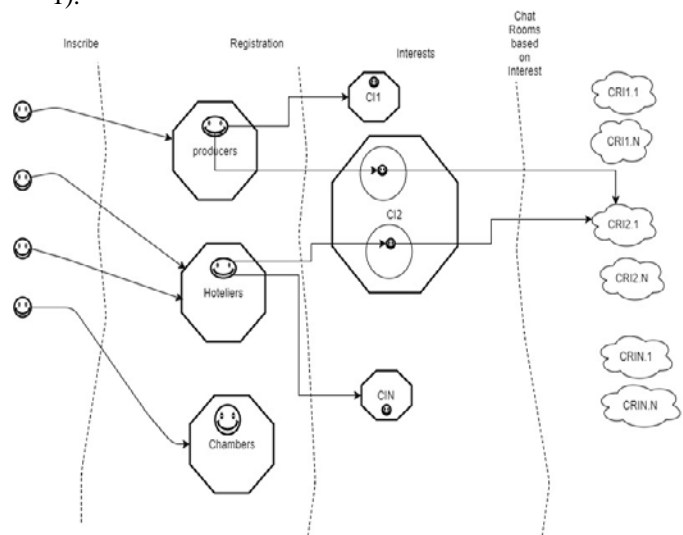 1).
Inscribe
Registration
Interests
Chat
Rooms
based
on
Interest
producers
CI1
CRI1.1
CRI1.N
CI2
CRI2.1
Hoteliers
CRI2.N
CRIN.1
CIN
CRIN.N
Chambers